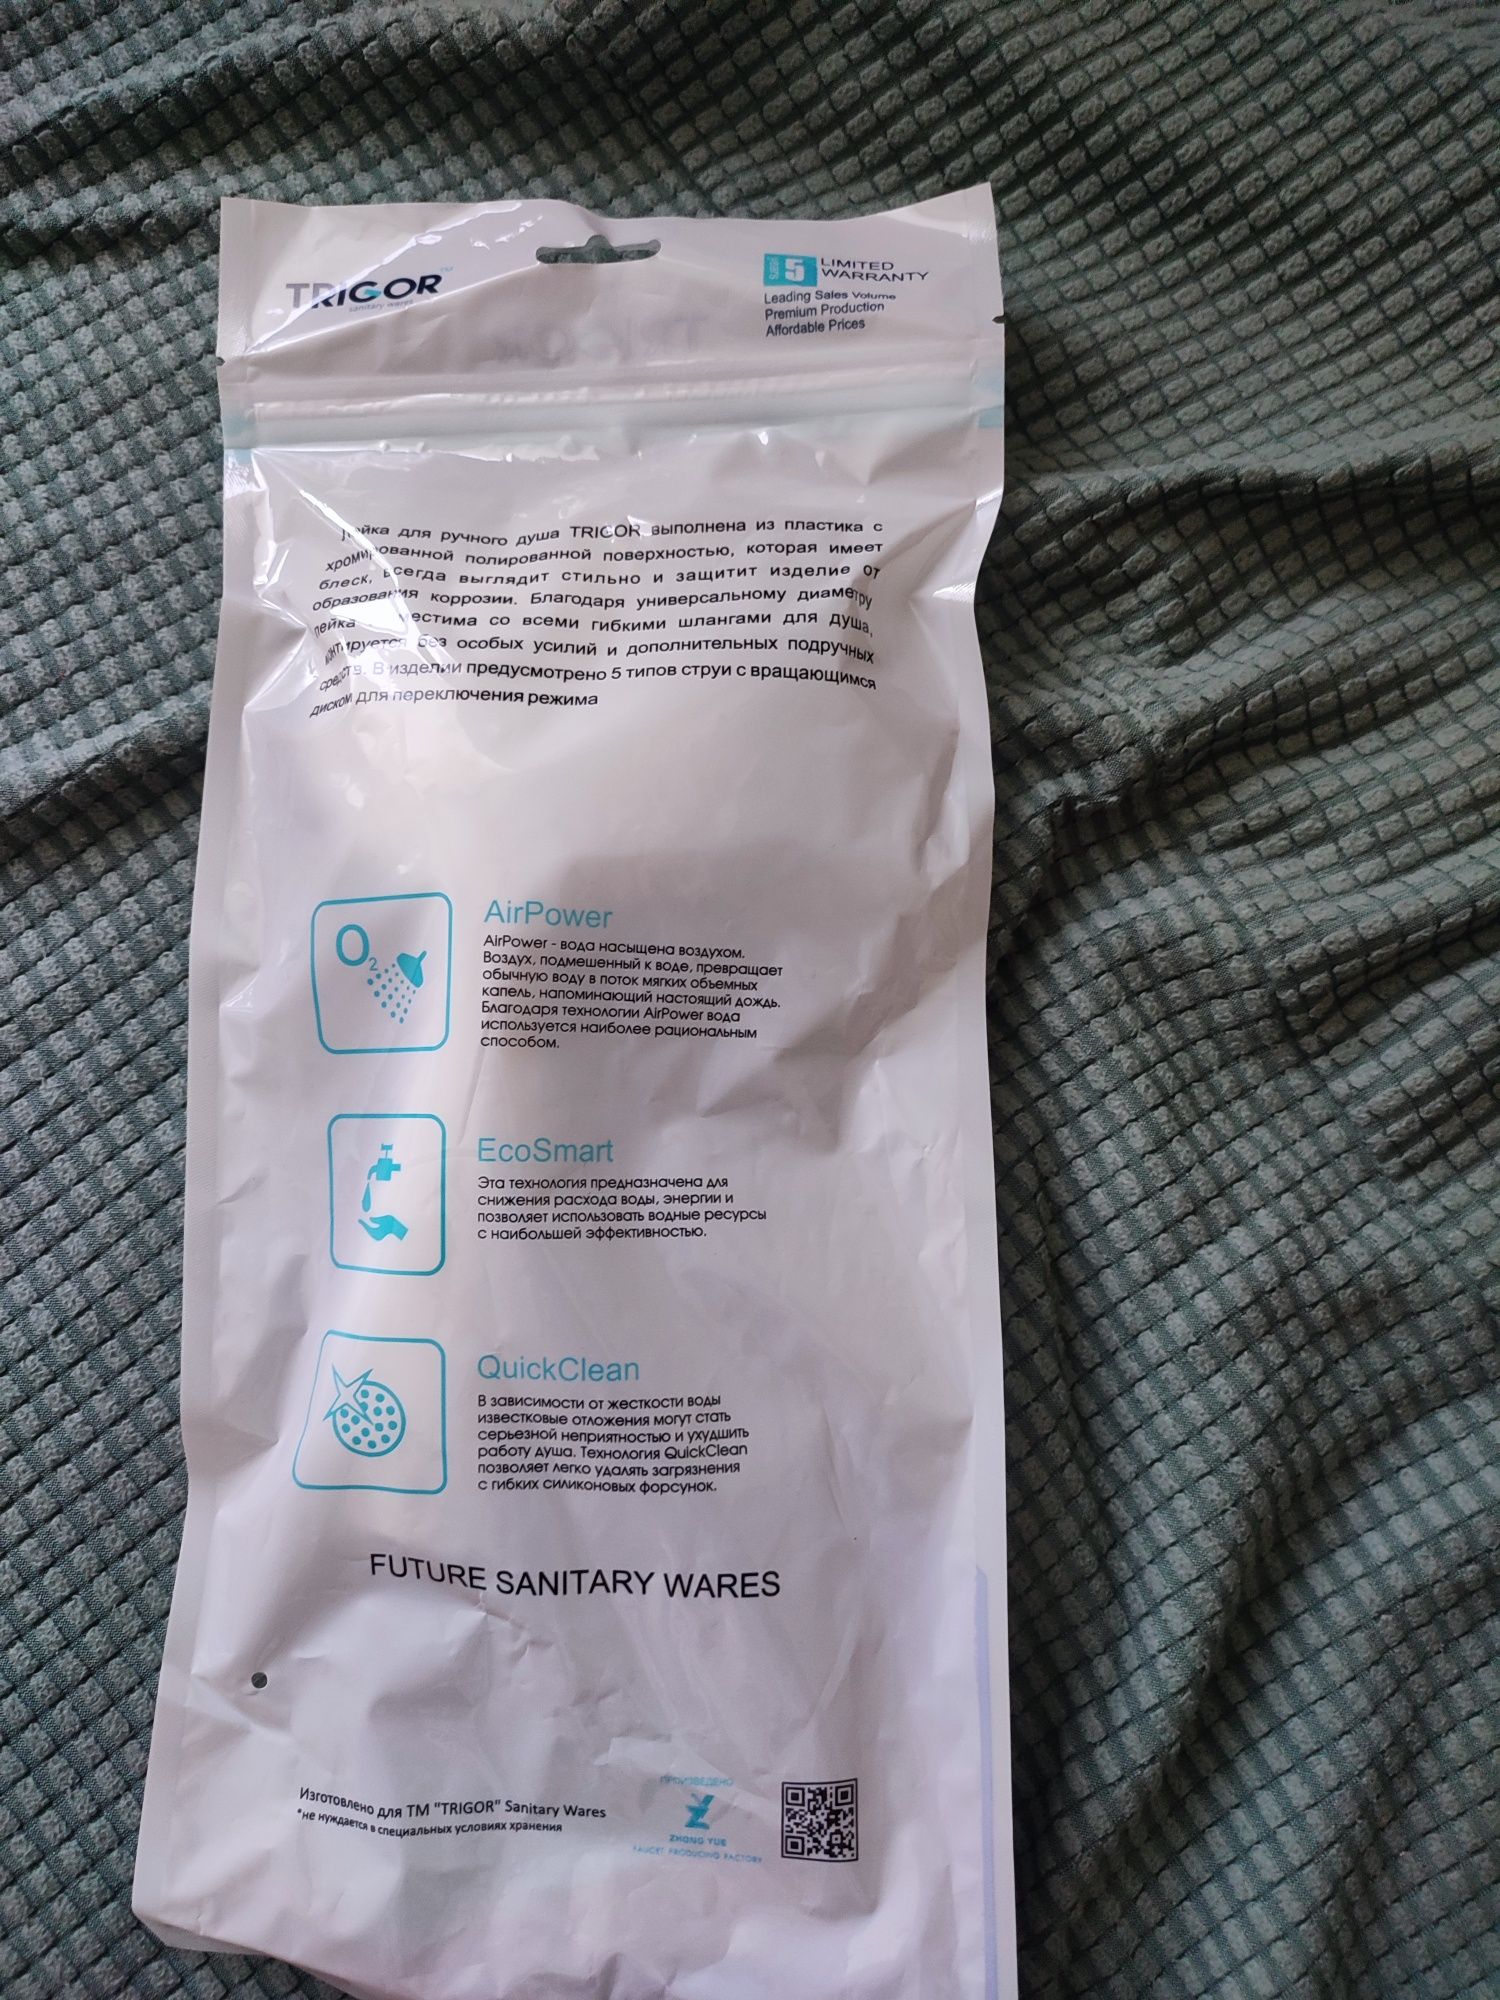 TRIGOR™
sanitary wares
5 years
LIMITED
WARRANTY
Leading Sales Volume
Premium Production
Affordable Prices
Лейка для ручного душа TRIGOR выполнена из пластика с
хромированной полированной поверхностью, которая имеет
блеск, всегда выглядит стильно и защитит изделие от
образования коррозии. Благодаря универсальному диаметру
лейка совместима со всеми гибкими шлангами для душа,
монтируется без особых усилий и дополнительных подручных
средств. В изделии предусмотрено 5 типов струи с вращающимся
диском для переключения режима
O2
AirPower
AirPower - вода насыщена воздухом.
Воздух, подмешенный к воде, превращает
обычную воду в поток мягких объемных
капель, напоминающий настоящий дождь.
Благодаря технологии AirPower вода
используется наиболее рациональным
способом.
EcoSmart
Эта технология предназначена для
снижения расхода воды, энергии и
позволяет использовать водные ресурсы
с наибольшей эффективностью.
QuickClean
В зависимости от жесткости воды
известковые отложения могут стать
серьезной неприятностью и ухудшить
работу душа. Технология QuickClean
позволяет легко удалять загрязнения
с гибких силиконовых форсунок.
FUTURE SANITARY WARES
Изготовлено для ТМ "TRIGOR" Sanitary Wares
*не нуждается в специальных условиях хранения
ПРОИЗВЕДЕНО
ZHONG YUE
FAUCET PRODUCING FACTORY